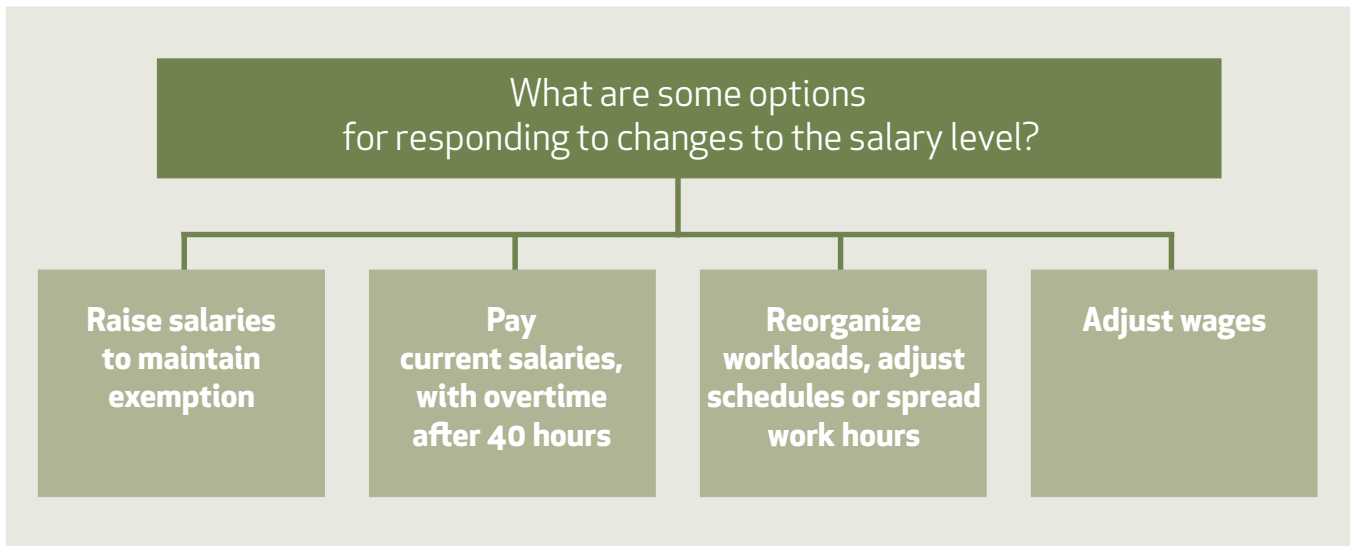 What are some options
for responding to changes to the salary level?
Raise salaries
to maintain
exemption
Pay
current salaries,
with overtime
after 40 hours
Reorganize
workloads, adjust
schedules or spread
work hours
Adjust wages